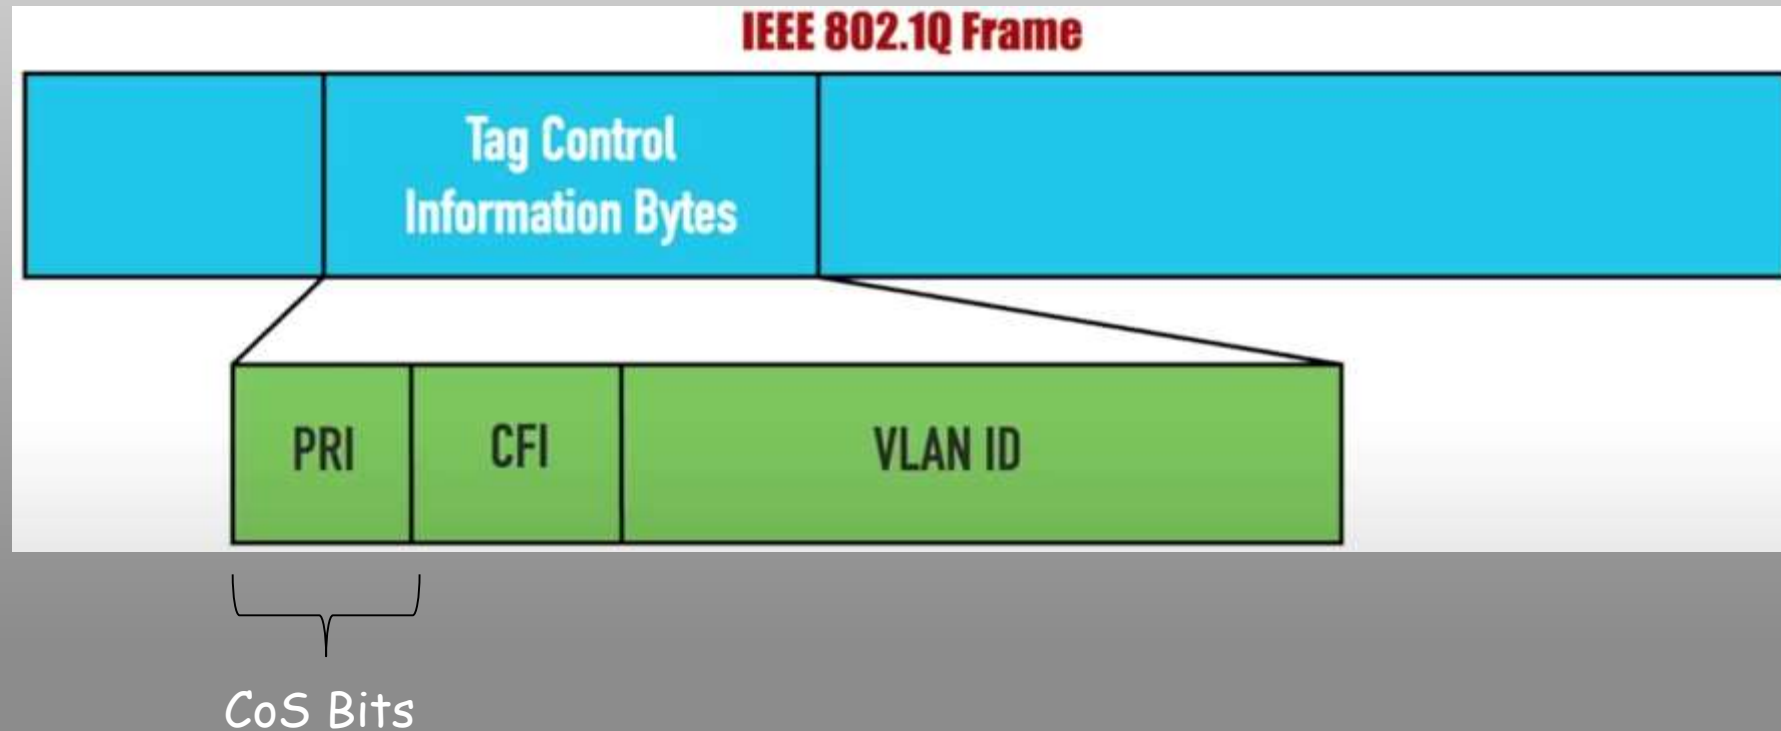 IEEE 802.1Q Frame
Tag Control
Information Bytes
PRI
CFI
VLAN ID
CoS Bits